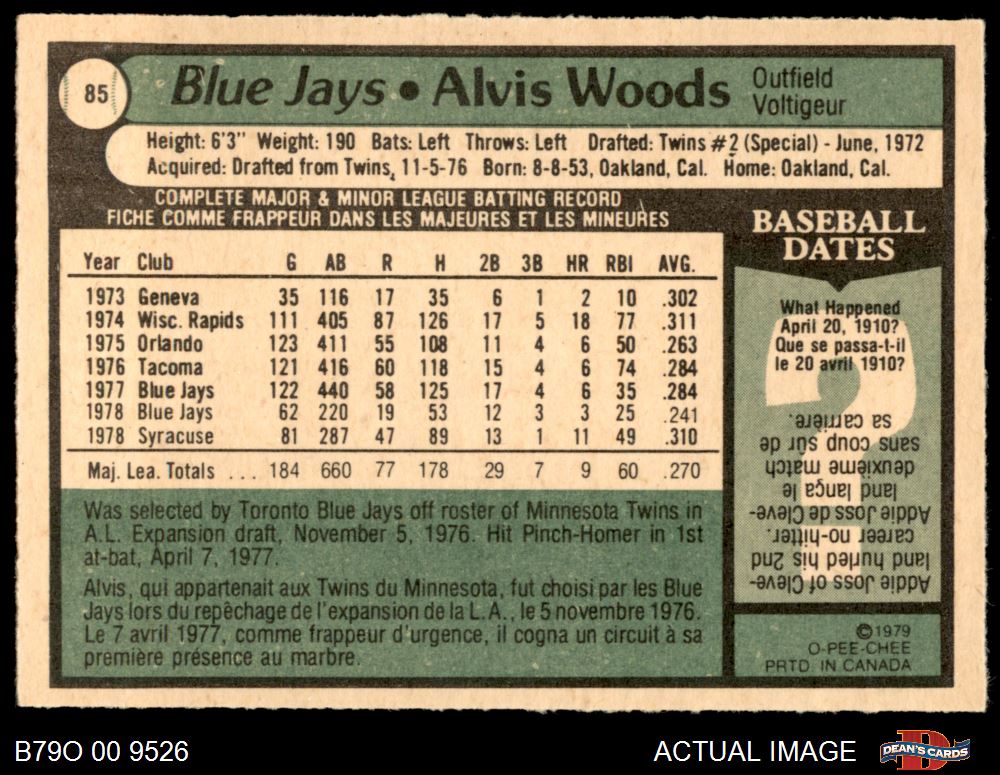 85
Blue Jays • Alvis Woods
Outfield
Voltigeur
Height: 6'3" Weight: 190 Bats: Left Throws: Left Drafted: Twins #2 (Special) - June, 1972
Acquired: Drafted from Twins, 11-5-76 Born: 8-8-53, Oakland, Cal. Home: Oakland, Cal.
COMPLETE MAJOR & MINOR LEAGUE BATTING RECORD
FICHE COMME FRAPPEUR DANS LES MAJEURES ET LES MINEURES
Year Club G AB R H 2B 3B HR RBI AVG.
1973 Geneva 35 116 17 35 6 1 2 10 .302
1974 Wisc. Rapids 111 405 87 126 17 5 18 77 .311
1975 Orlando 123 411 55 108 11 4 6 50 .263
1976 Tacoma 121 416 60 118 15 4 6 74 .284
1977 Blue Jays 122 440 58 125 17 4 6 35 .284
1978 Blue Jays 62 220 19 53 12 3 3 25 .241
1978 Syracuse 81 287 47 89 13 1 11 49 .310
Maj. Lea. Totals ... 184 660 77 178 29 7 9 60 .270
Was selected by Toronto Blue Jays off roster of Minnesota Twins in
A.L. Expansion draft, November 5, 1976. Hit Pinch-Homer in 1st
at-bat, April 7, 1977.
Alvis, qui appartenait aux Twins du Minnesota, fut choisi par les Blue
Jays lors du repêchage de l'expansion de la L.A., le 5 novembre 1976.
Le 7 avril 1977, comme frappeur d'urgence, il cogna un circuit à sa
première présence au marbre.
BASEBALL
DATES
What Happened
April 20, 1910?
Que se passa-t-il
le 20 avril 1910?
Addie Joss of Cleve-
land hurled his 2nd
career no-hitter.
Addie Joss de Cleve-
land lança le
deuxième match
sans coup sûr de
sa carrière.
©1979
O-PEE-CHEE
PRTD IN CANADA
B79O 00 9526
ACTUAL IMAGE
DEAN'S CARDS